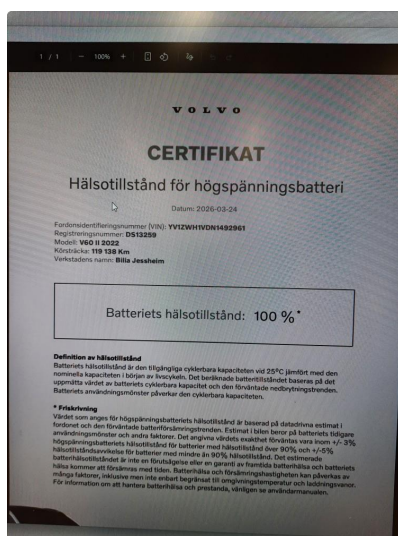 1 / 1 − 100% +
VOLVO
CERTIFIKAT
Hälsotillstånd för högspänningsbatteri
Datum: 2026-03-24
Fordonsidentifieringsnummer (VIN): YV1ZWH1VDN1492961
Registreringsnummer: DS13259
Modell: V60 II 2022
Körsträcka: 119 138 Km
Verkstadens namn: Bilia Jessheim
Batteriets hälsotillstånd: 100 %*
Definition av hälsotillstånd
Batteriets hälsotillstånd är den tillgängliga cyklerbara kapaciteten vid 25°C jämfört med den
nominella kapaciteten i början av livscykeln. Det beräknade batteritillståndet baseras på det
uppmätta värdet av batteriets cyklerbara kapacitet och den förväntade nedbrytningstrenden.
Batteriets användningsmönster påverkar den cyklerbara kapaciteten.
* Friskrivning
Värdet som anges för högspänningsbatteriets hälsotillstånd är baserad på datadrivna estimat i
fordonet och den förväntade batteriförsämringstrenden. Estimat i bilen beror på batteriets tidigare
användningsmönster och andra faktorer. Det angivna värdets exakthet förväntas vara inom +/- 3%
högspänningsbatteriets hälsotillstånd för batterier med hälsotillstånd över 90% och +/-5%
hälsotillståndsavvikelse för batterier med mindre än 90% hälsotillstånd. Det estimerade
batterihälsotillståndet är inte en förutsägelse eller en garanti av framtida batterihälsa och batteriets
hälsa kommer att försämras med tiden. Batterihälsa och försämringshastigheten kan påverkas av
många faktorer, inklusive men inte enbart begränsat till omgivningstemperatur och laddningsvanor.
För information om att hantera batterihälsa och prestanda, vänligen se användarmanualen.